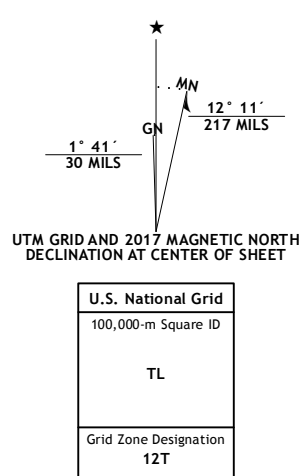 MN
GN
1° 41´
30 MILS
12° 11´
217 MILS
UTM GRID AND 2017 MAGNETIC NORTH
DECLINATION AT CENTER OF SHEET
U.S. National Grid
100,000-m Square ID
TL
Grid Zone Designation
12T